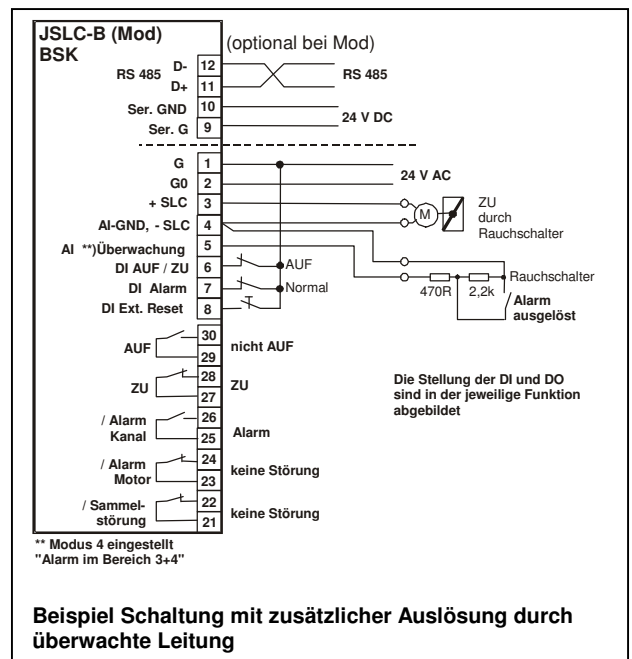 JSLC-B (Mod)
BSK
(optional bei Mod)
RS 485 D- 12 RS 485
D+ 11
Ser. GND 10 24 V DC
Ser. G 9
G 1 24 V AC
G0 2
+ SLC 3 M ZU
durch
Rauchschalter
AI-GND, - SLC 4
AI **)Überwachung 5
DI AUF / ZU 6 AUF
DI Alarm 7 Normal
DI Ext. Reset 8
470R 2,2k Rauchschalter
Alarm
ausgelöst
AUF 30 nicht AUF
29
ZU 28 ZU
27
/ Alarm 26 Alarm
Kanal 25
/ Alarm 24 keine Störung
Motor 23
/ Sammel- 22 keine Störung
störung 21
Die Stellung der DI und DO
sind in der jeweilige Funktion
abgebildet
** Modus 4 eingestellt
"Alarm im Bereich 3+4"
Beispiel Schaltung mit zusätzlicher Auslösung durch
überwachte Leitung